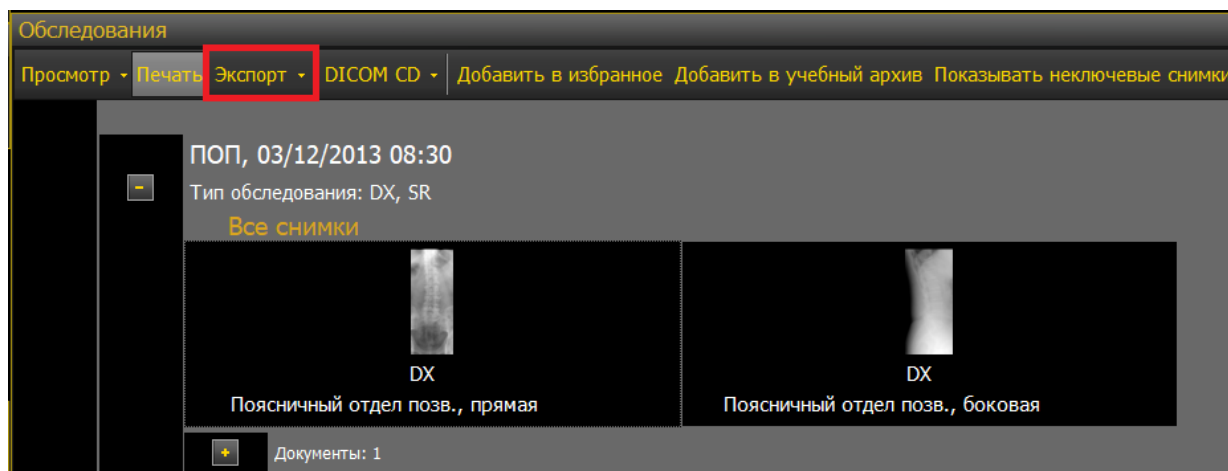 Обследования
Просмотр Печать Экспорт DICOM CD Добавить в избранное Добавить в учебный архив Показывать неключевые снимки
ПОП, 03/12/2013 08:30
Тип обследования: DX, SR
Все снимки
DX DX
Поясничный отдел позв., прямая Поясничный отдел позв., боковая
Документы: 1